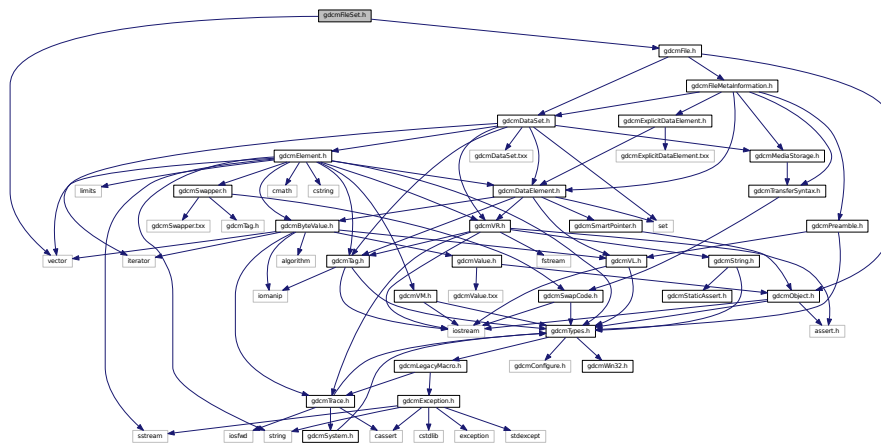 gdcmFileSet.h
gdcmFile.h
gdcmFileMetaInformation.h
gdcmDataSet.h
gdcmExplicitDataElement.h
gdcmElement.h
gdcmDataSet.txx
gdcmExplicitDataElement.txx
gdcmMediaStorage.h
limits
gdcmSwapper.h
cmath
cstring
gdcmDataElement.h
gdcmTransferSyntax.h
gdcmSwapper.txx
gdcmTag.h
gdcmByteValue.h
gdcmVR.h
gdcmSmartPointer.h
set
gdcmPreamble.h
vector
iterator
algorithm
gdcmTag.h
gdcmValue.h
fstream
gdcmVL.h
gdcmString.h
iomanip
gdcmVM.h
gdcmValue.txx
gdcmSwapCode.h
gdcmStaticAssert.h
gdcmObject.h
iostream
gdcmTypes.h
assert.h
gdcmLegacyMacro.h
gdcmConfigure.h
gdcmWin32.h
gdcmTrace.h
gdcmException.h
sstream
iosfwd
string
gdcmSystem.h
cassert
cstdlib
exception
stdexcept